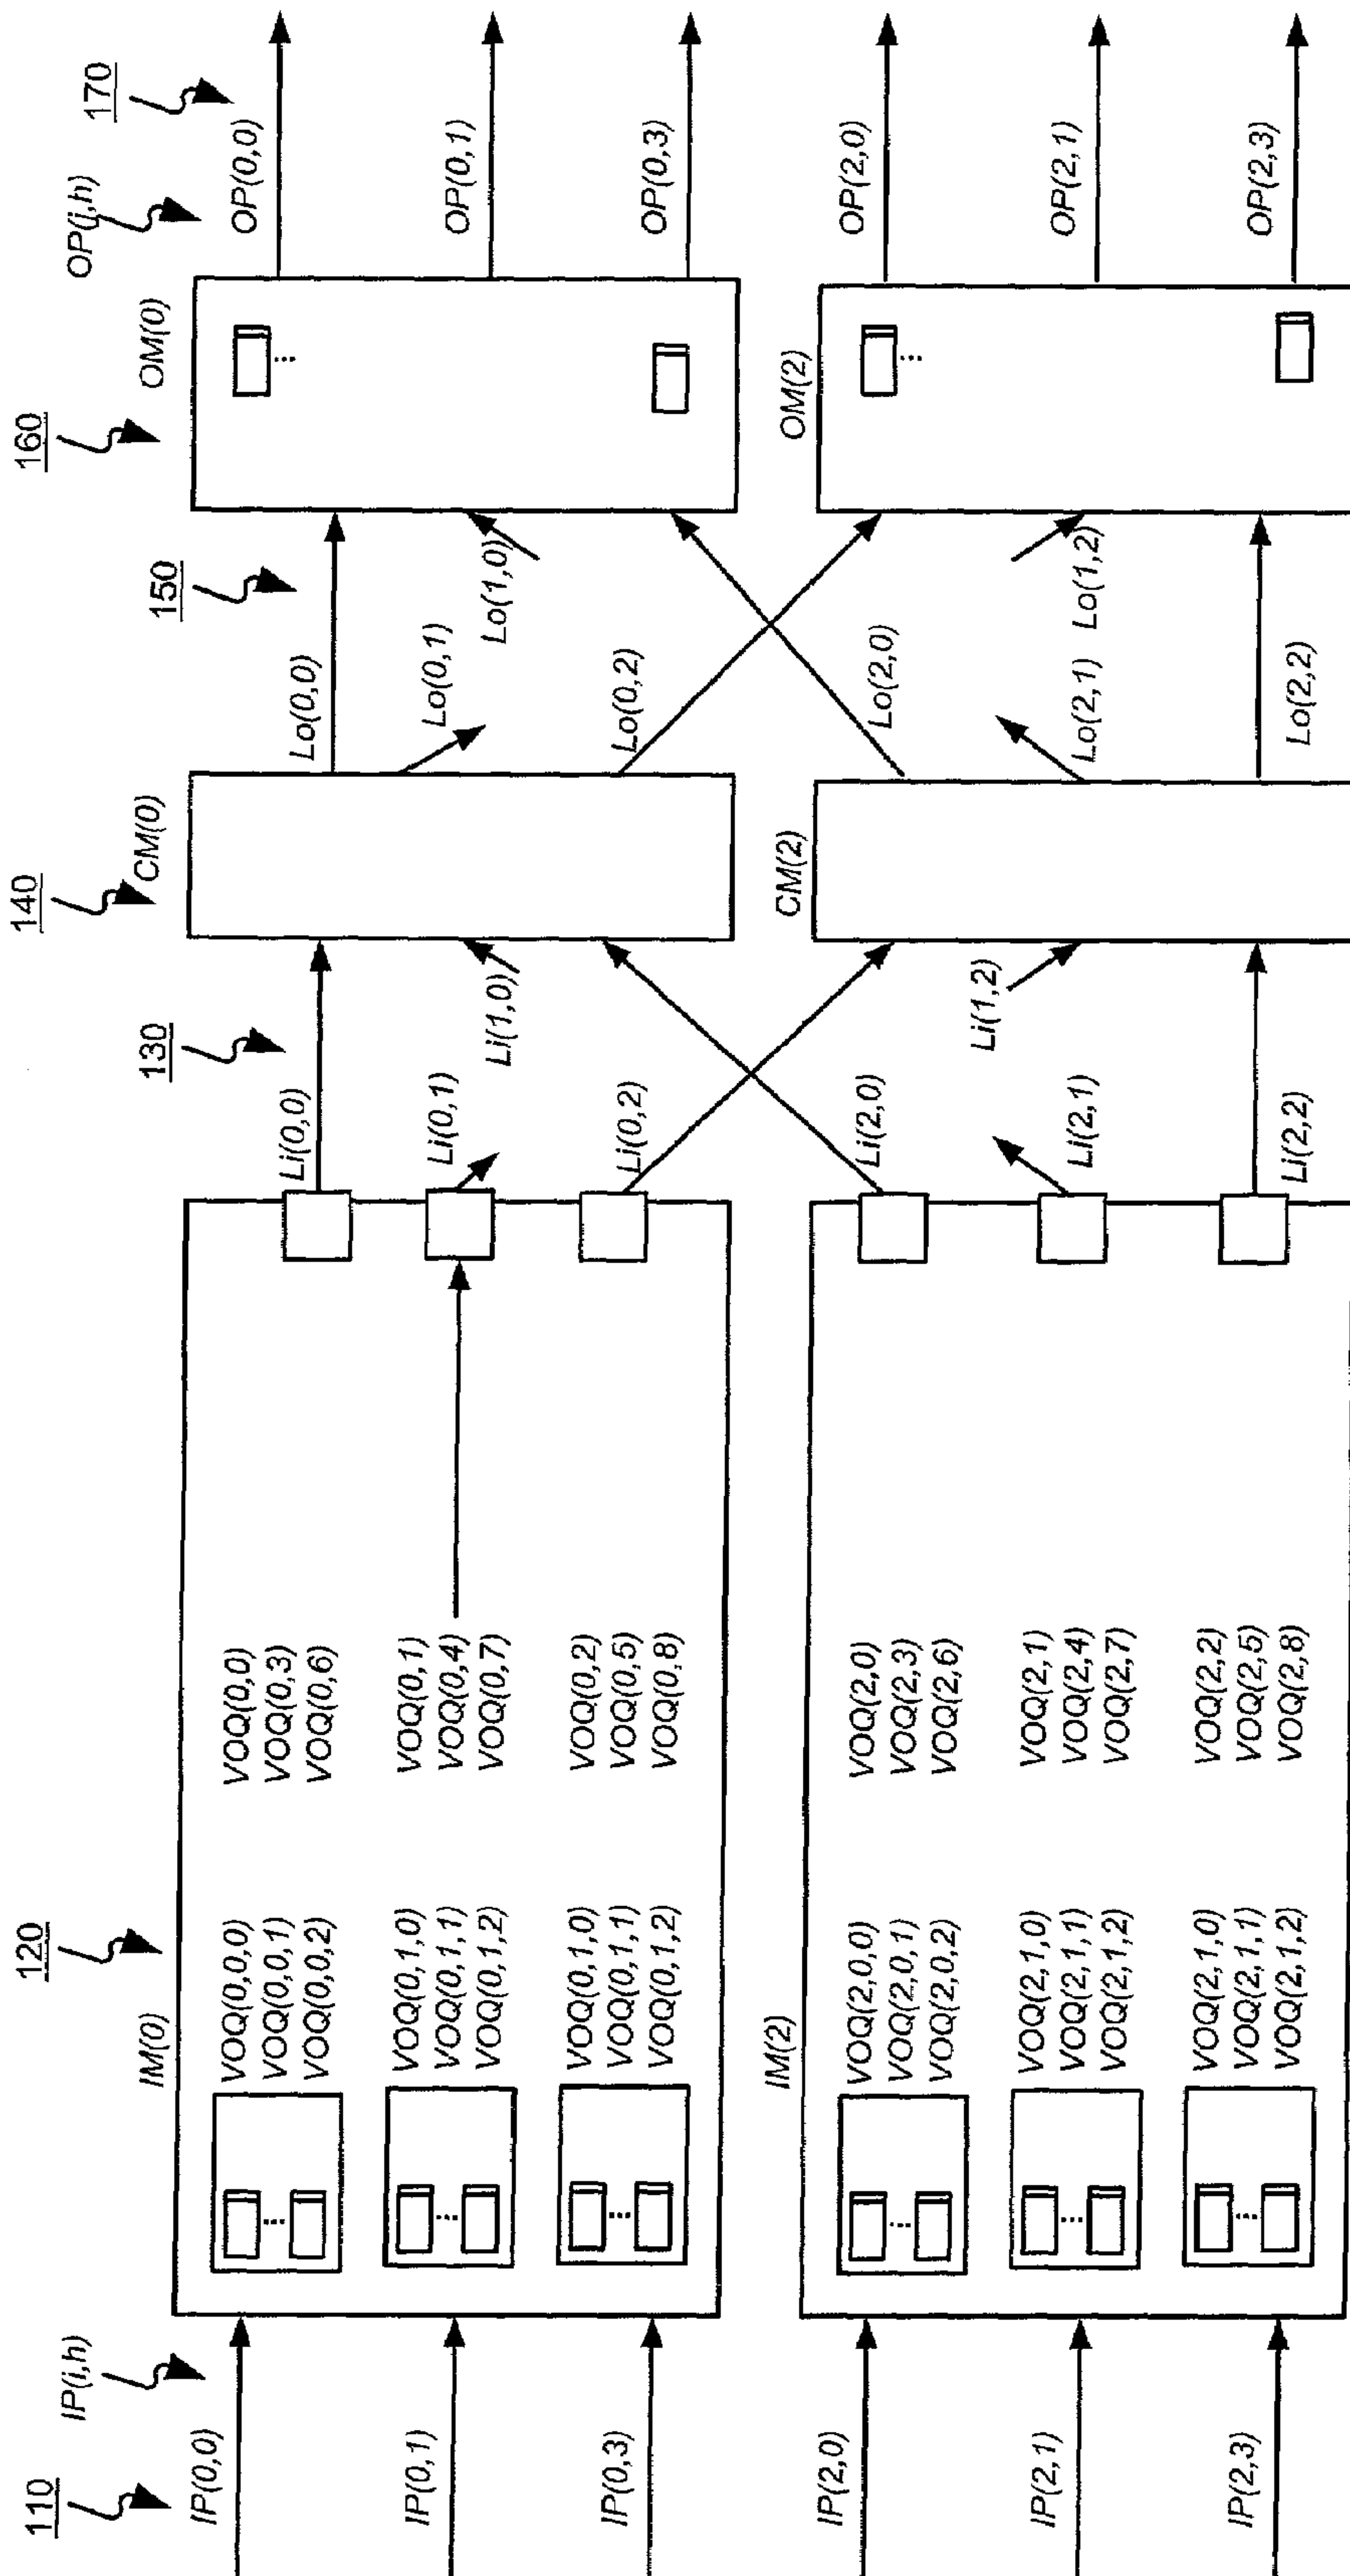 110
IP(i,h)
IP(0,0)
IP(0,1)
IP(0,3)
IP(2,0)
IP(2,1)
IP(2,3)
120
IM(0)
VOQ(0,0,0)
VOQ(0,0,1)
VOQ(0,0,2)
VOQ(0,0)
VOQ(0,3)
VOQ(0,6)
VOQ(0,1,0)
VOQ(0,1,1)
VOQ(0,1,2)
VOQ(0,1)
VOQ(0,4)
VOQ(0,7)
VOQ(0,1,0)
VOQ(0,1,1)
VOQ(0,1,2)
VOQ(0,2)
VOQ(0,5)
VOQ(0,8)
IM(2)
VOQ(2,0,0)
VOQ(2,0,1)
VOQ(2,0,2)
VOQ(2,0)
VOQ(2,3)
VOQ(2,6)
VOQ(2,1,0)
VOQ(2,1,1)
VOQ(2,1,2)
VOQ(2,1)
VOQ(2,4)
VOQ(2,7)
VOQ(2,1,0)
VOQ(2,1,1)
VOQ(2,1,2)
VOQ(2,2)
VOQ(2,5)
VOQ(2,8)
130
Li(0,0)
Li(0,1)
Li(1,0)
Li(0,2)
Li(2,0)
Li(1,2)
Li(2,1)
Li(2,2)
140
CM(0)
CM(2)
150
Lo(0,0)
Lo(0,1)
Lo(1,0)
Lo(0,2)
Lo(2,0)
Lo(2,1)
Lo(1,2)
Lo(2,2)
160
OM(0)
OM(2)
OP(j,h)
170
OP(0,0)
OP(0,1)
OP(0,3)
OP(2,0)
OP(2,1)
OP(2,3)